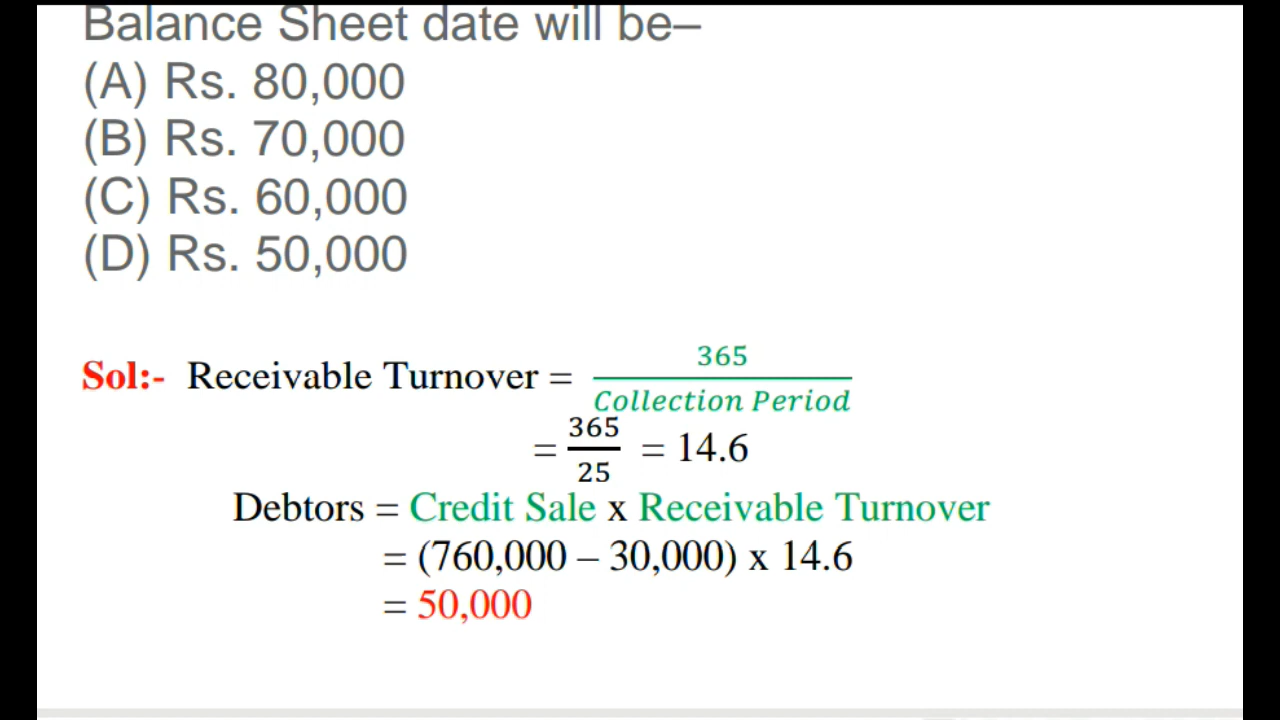 Balance Sheet date will be–
(A) Rs. 80,000
(B) Rs. 70,000
(C) Rs. 60,000
(D) Rs. 50,000
Sol:- Receivable Turnover = 365 / Collection Period
= 365 / 25 = 14.6
Debtors = Credit Sale x Receivable Turnover
= (760,000 – 30,000) x 14.6
= 50,000